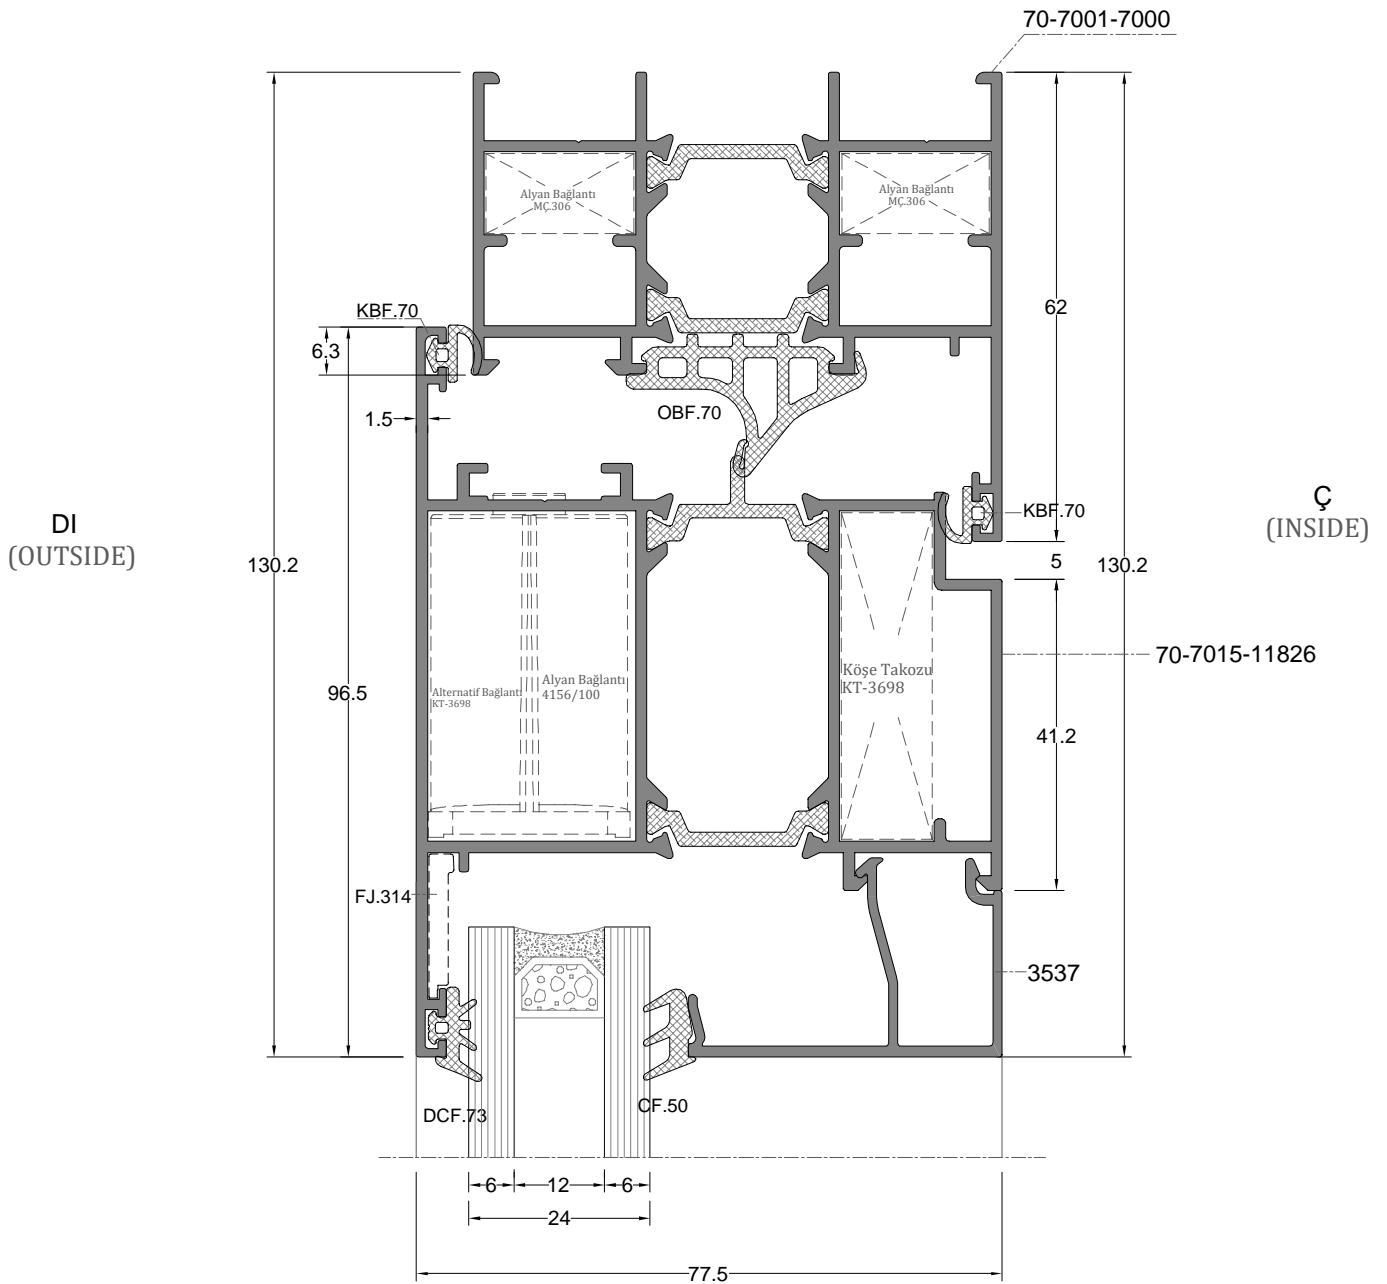 70-7001-7000
Alyan Bağlantı
MÇ.306
Alyan Bağlantı
MÇ.306
KBF.70
62
6.3
1.5
OBF.70
DI
(OUTSIDE)
Ç
(INSIDE)
KBF.70
130.2
5
130.2
70-7015-11826
Köşe Takozu
KT-3698
Alternatif Bağlantı
KT-3698
Alyan Bağlantı
4156/100
96.5
41.2
FJ.314
3537
DCF.73
CF.50
6
12
6
24
77.5